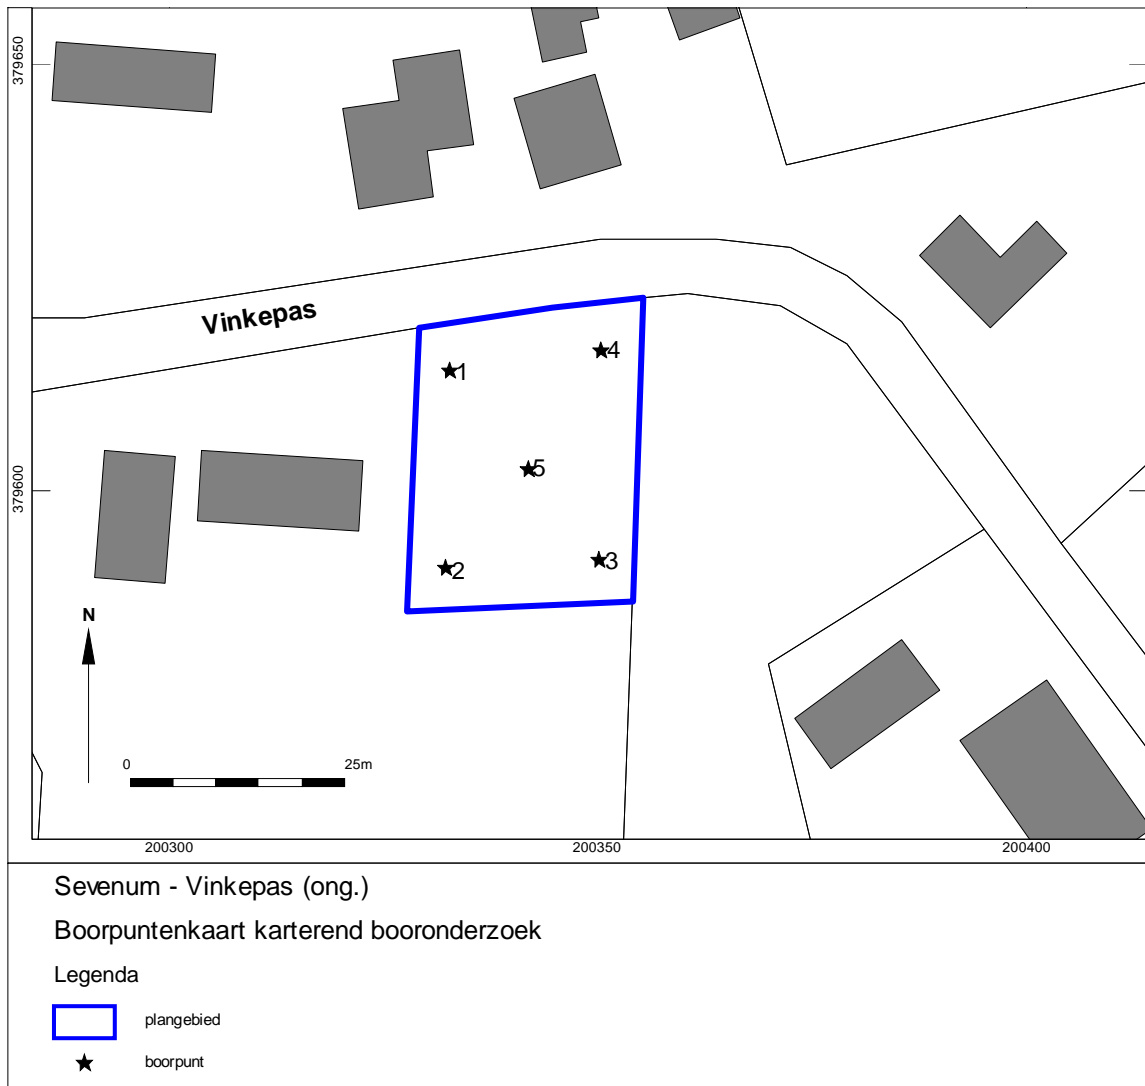 379650
Vinkepas
4
1
379600
5
3
2
N
0 25m
200300 200350 200400
Sevenum - Vinkepas (ong.)
Boorpuntenkaart karterend booronderzoek
Legenda
plangebied
boorpunt